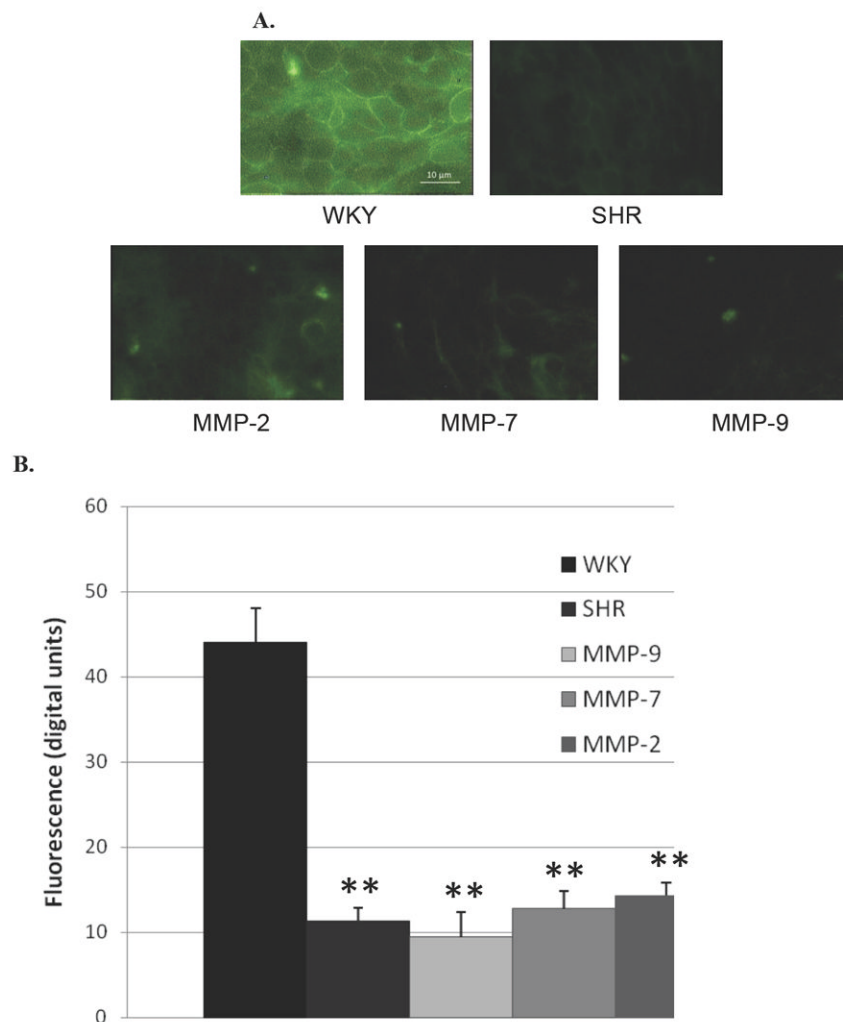 A.
10 µm
WKY SHR
MMP-2 MMP-7 MMP-9
B.
Fluorescence (digital units)
60
50
40
30
20
10
0
WKY
SHR
MMP-9
MMP-7
MMP-2
** ** ** **